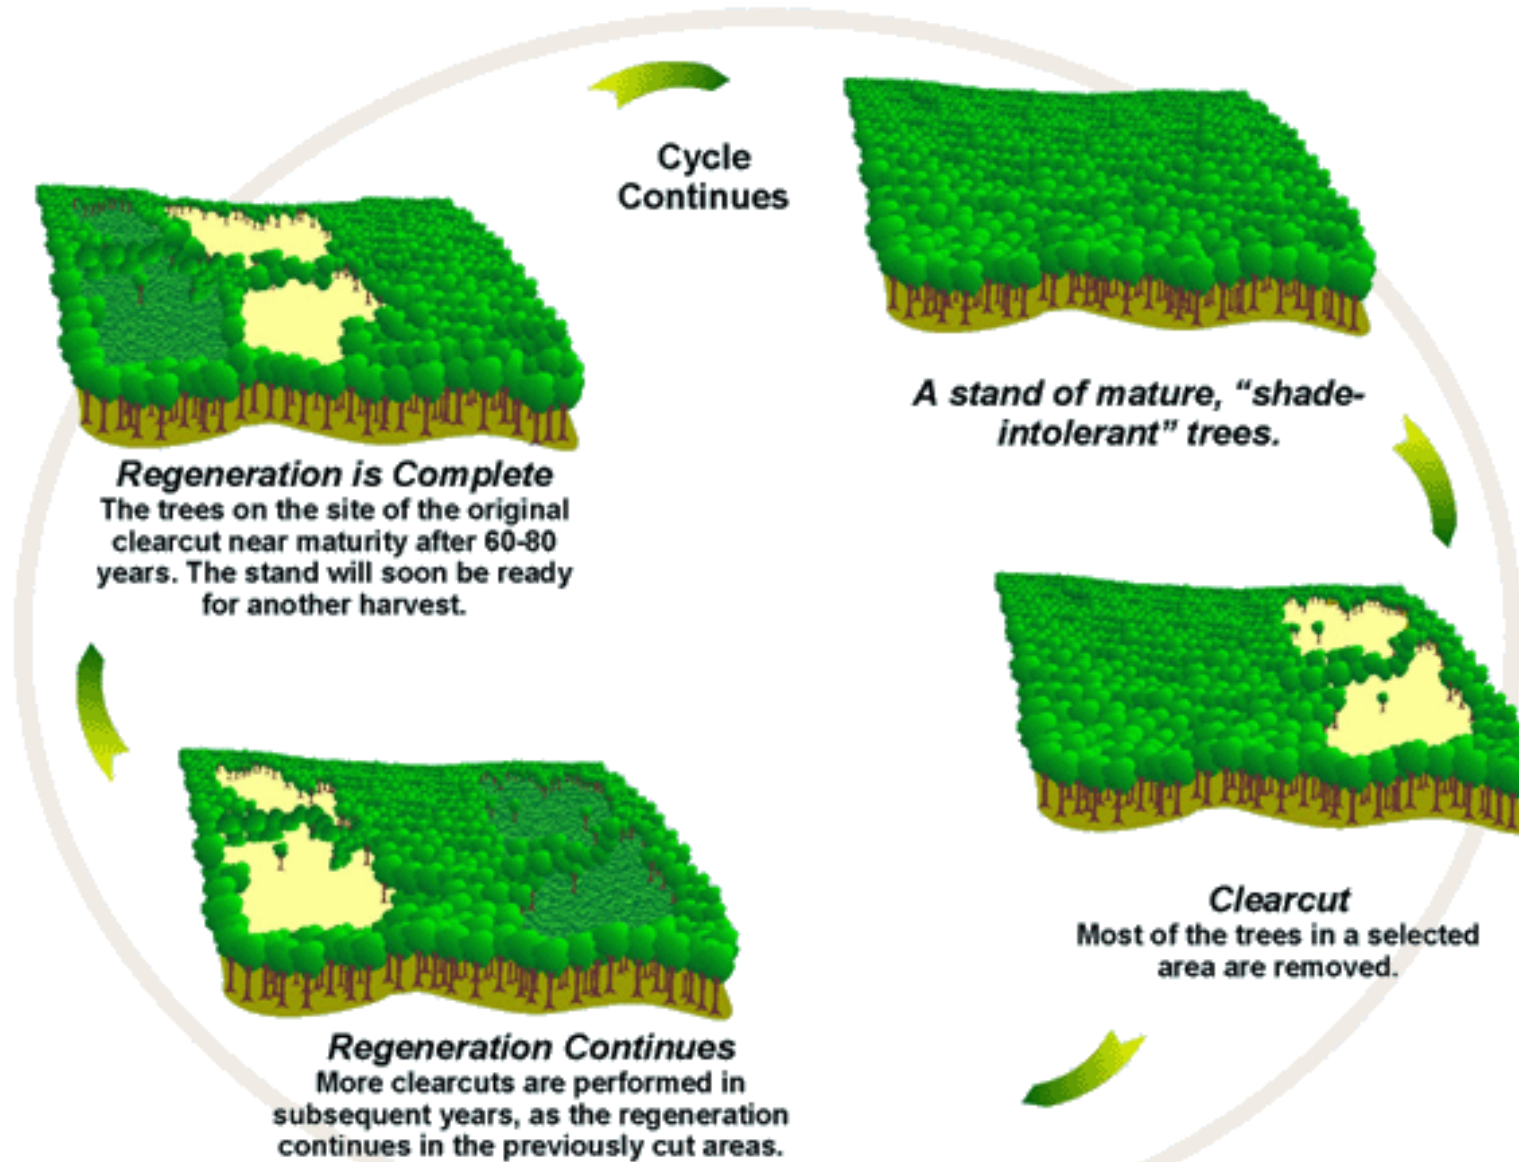 Cycle
Continues
A stand of mature, “shade-
intolerant” trees.
Clearcut
Most of the trees in a selected
area are removed.
Regeneration Continues
More clearcuts are performed in
subsequent years, as the regeneration
continues in the previously cut areas.
Regeneration is Complete
The trees on the site of the original
clearcut near maturity after 60-80
years. The stand will soon be ready
for another harvest.